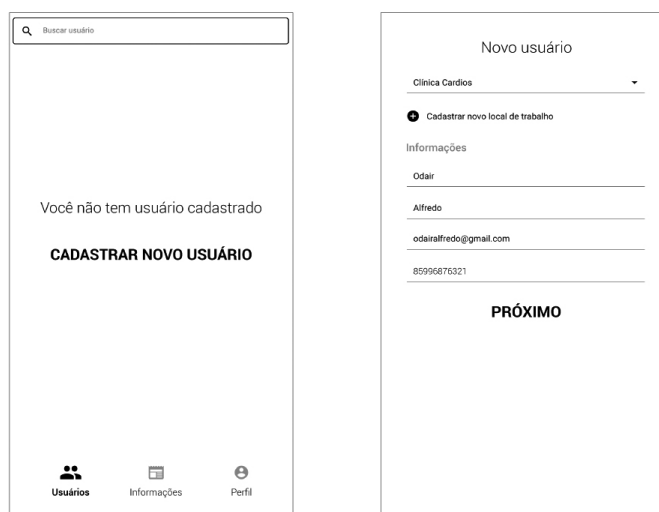 Buscar usuário
Você não tem usuário cadastrado
CADASTRAR NOVO USUÁRIO
Usuários
Informações
Perfil
Novo usuário
Clínica Cardios
Cadastrar novo local de trabalho
Informações
Odair
Alfredo
odairalfredo@gmail.com
85996876321
PRÓXIMO